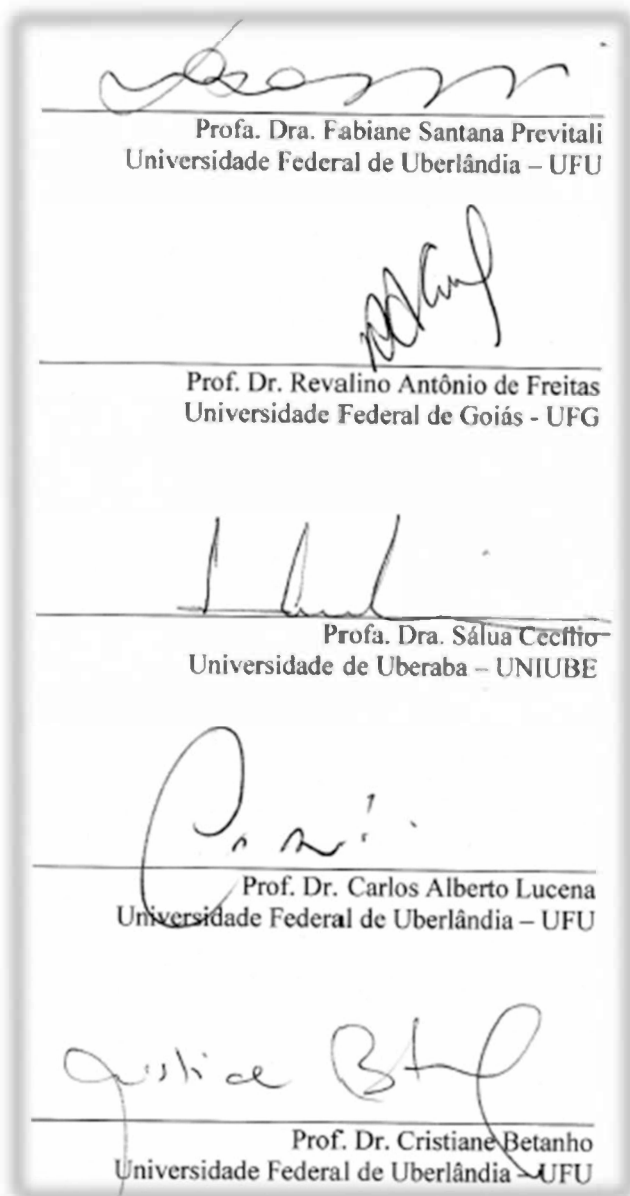 Profa. Dra. Fabiane Santana Previtali
Universidade Federal de Uberlândia – UFU
Prof. Dr. Revalino Antônio de Freitas
Universidade Federal de Goiás - UFG
Profa. Dra. Sálua Cecílio
Universidade de Uberaba – UNIUBE
Prof. Dr. Carlos Alberto Lucena
Universidade Federal de Uberlândia – UFU
Prof. Dr. Cristiane Betanho
Universidade Federal de Uberlândia – UFU